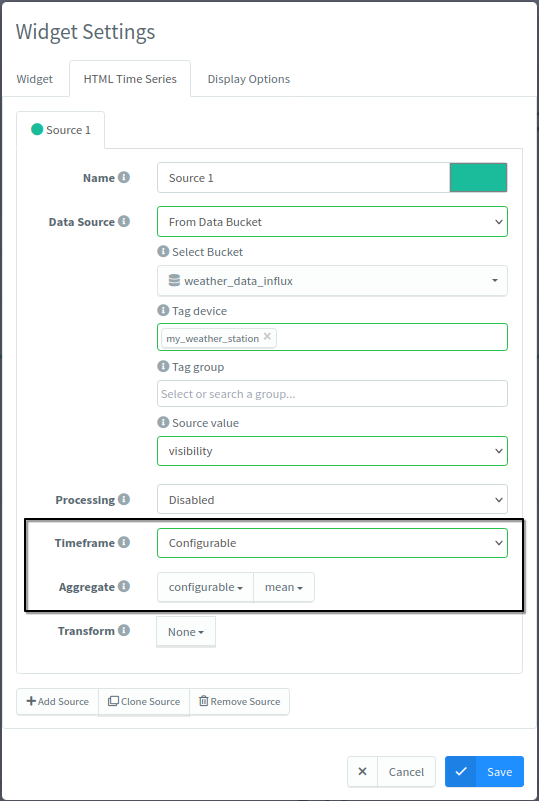 Widget Settings
Widget HTML Time Series Display Options
Source 1
Name Source 1
Data Source From Data Bucket
Select Bucket
weather_data_influx
Tag device
my_weather_station ×
Tag group
Select or search a group...
Source value
visibility
Processing Disabled
Timeframe Configurable
Aggregate configurable mean
Transform None
Add Source Clone Source Remove Source
Cancel Save